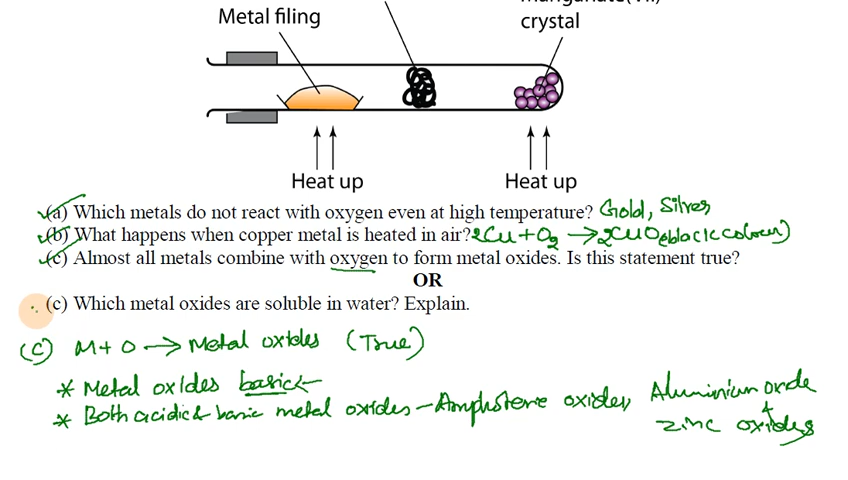 Metal filing
crystal
Heat up
Heat up
(a) Which metals do not react with oxygen even at high temperature? Gold, Silver
(b) What happens when copper metal is heated in air? 2Cu + O2 → 2CuO (black colour)
(c) Almost all metals combine with oxygen to form metal oxides. Is this statement true?
OR
(c) Which metal oxides are soluble in water? Explain.
(c) M + O → Metal oxides (True)
* Metal oxides basic
* Both acidic & basic metal oxides - Amphoteric oxides, Aluminium oxide
zinc oxides